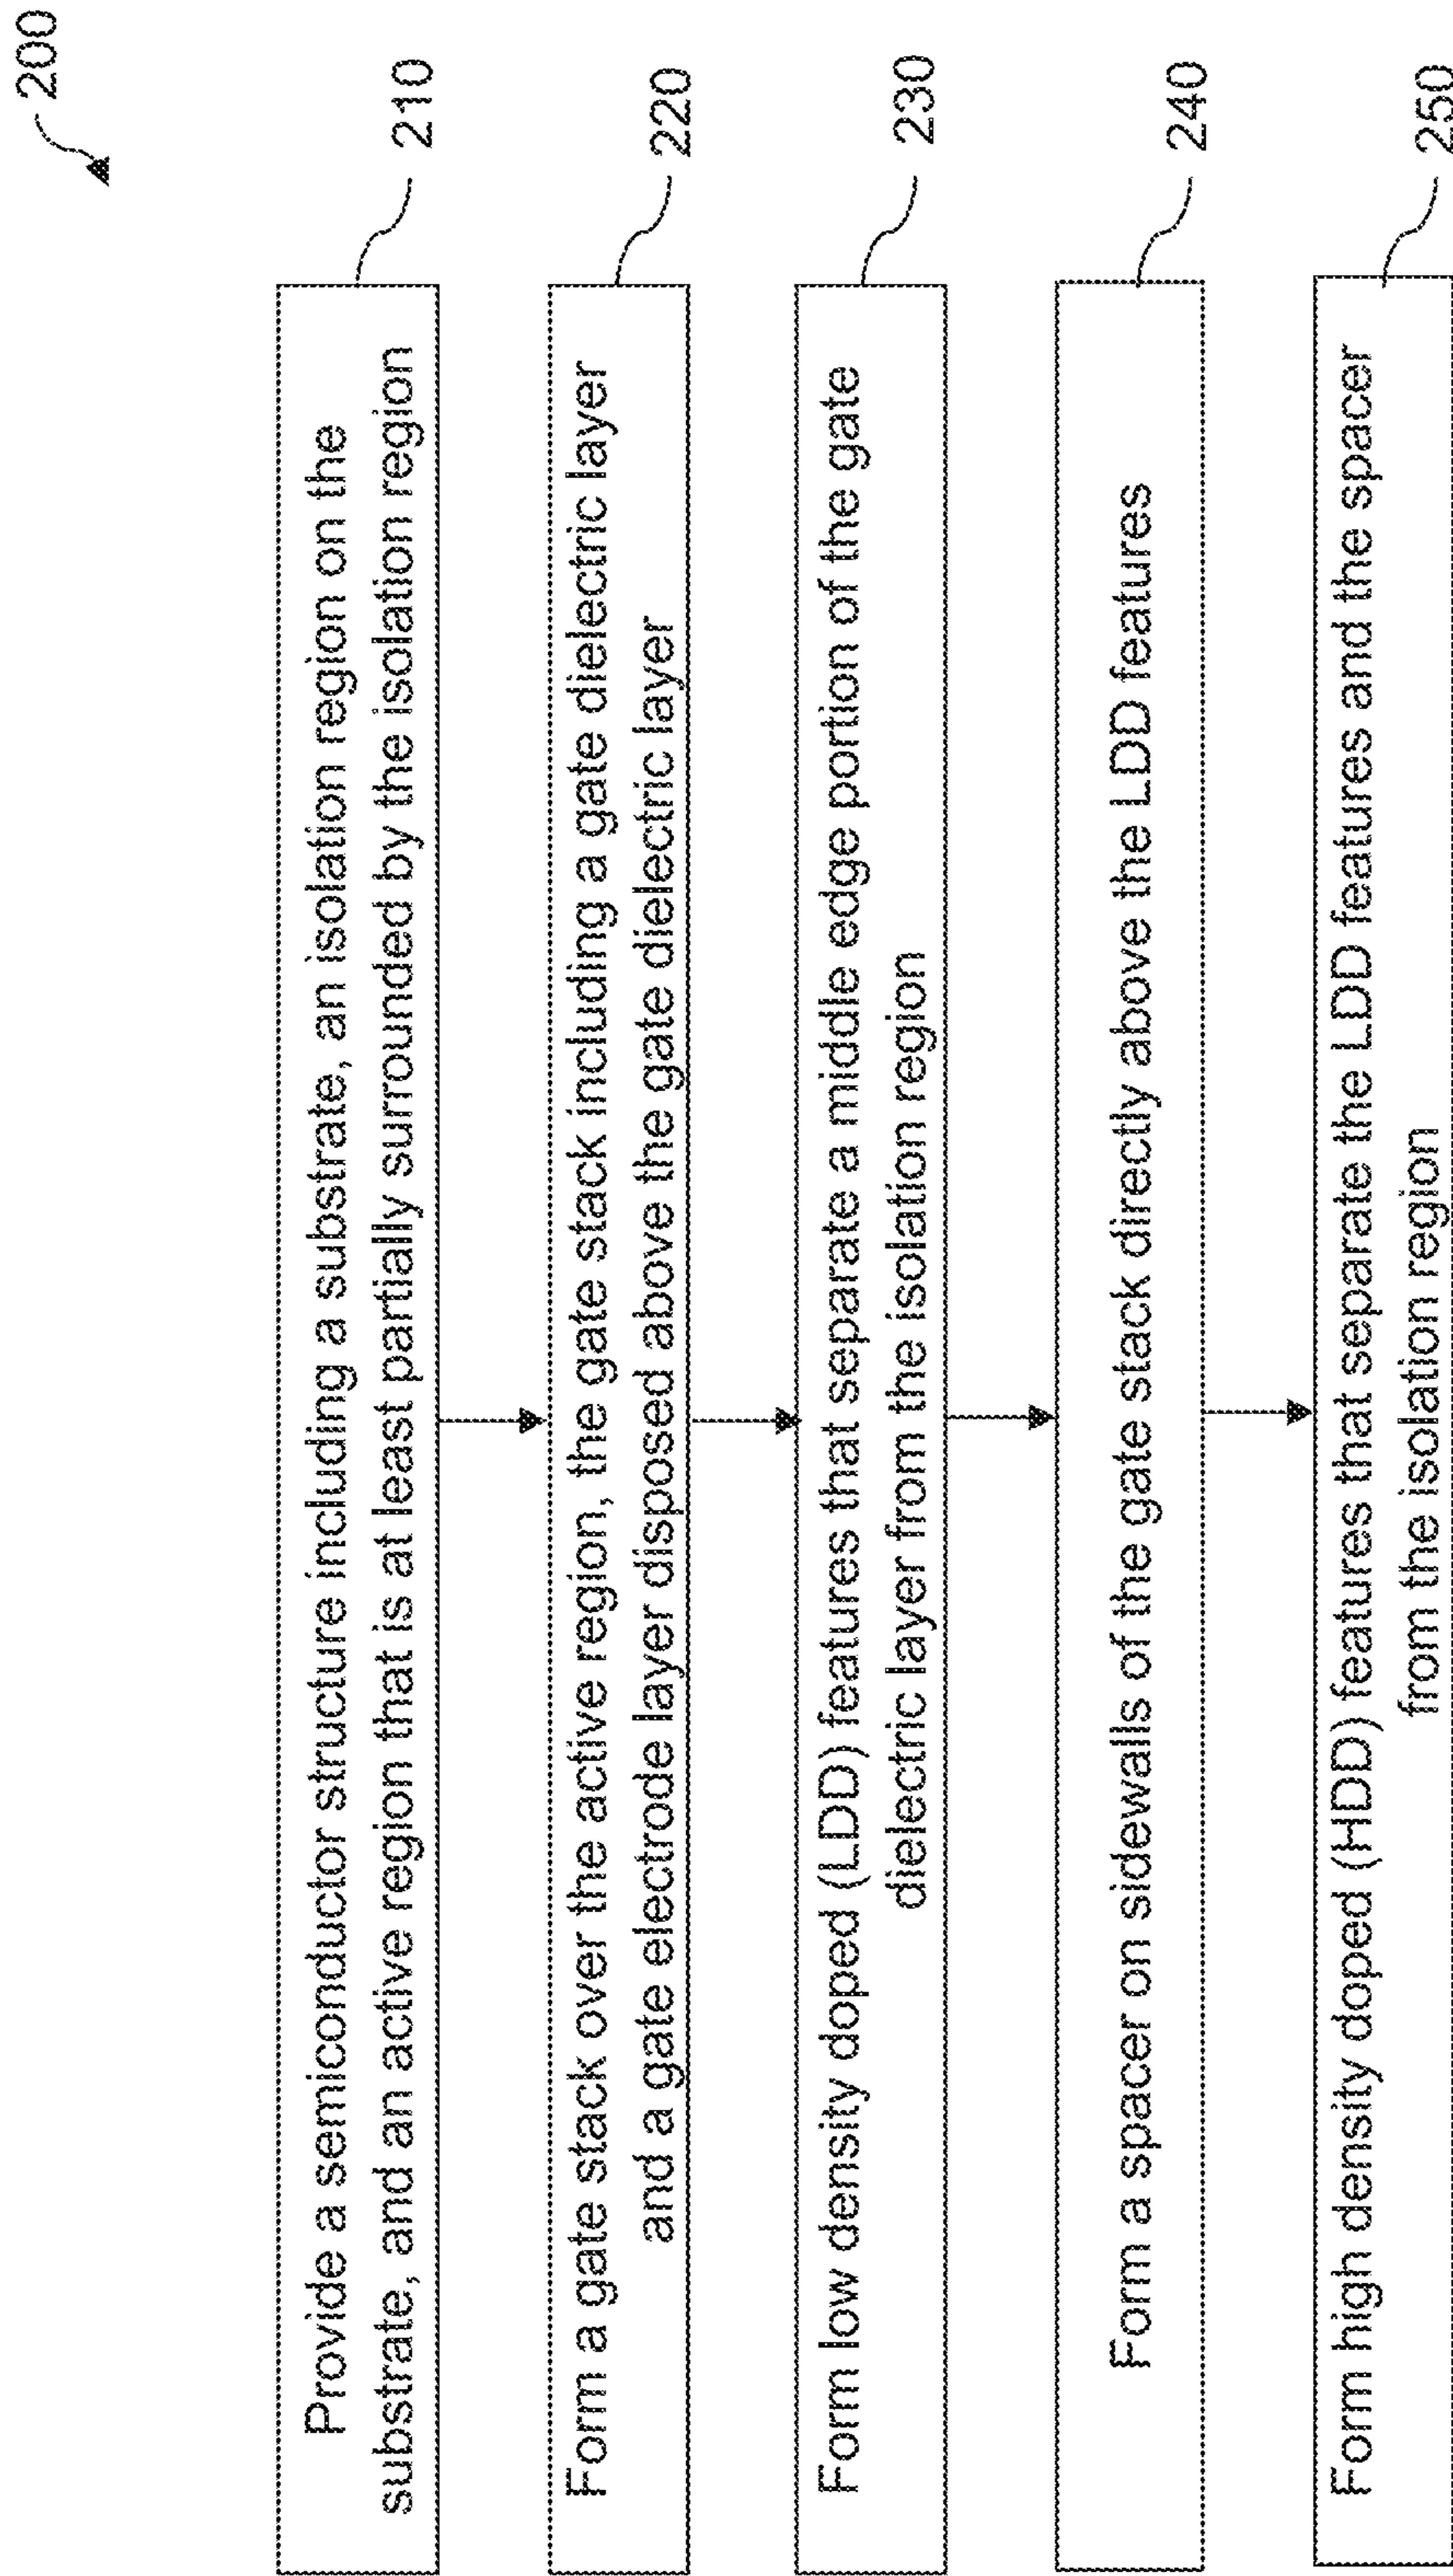 200
Provide a semiconductor structure including a substrate, an isolation region on the
substrate, and an active region that is at least partially surrounded by the isolation region
210
Form a gate stack over the active region, the gate stack including a gate dielectric layer
and a gate electrode layer disposed above the gate dielectric layer
220
Form low density doped (LDD) features that separate a middle edge portion of the gate
dielectric layer from the isolation region
230
Form a spacer on sidewalls of the gate stack directly above the LDD features
240
Form high density doped (HDD) features that separate the LDD features and the spacer
from the isolation region
250